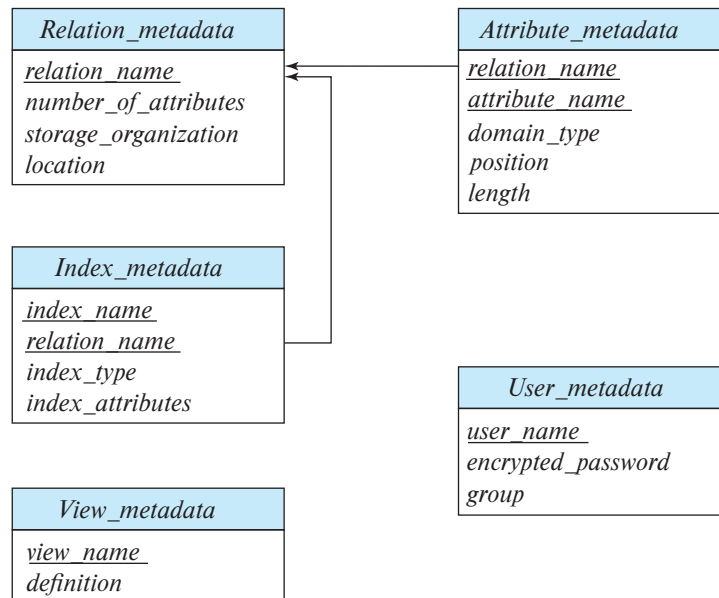 Relation_metadata
relation_name
number_of_attributes
storage_organization
location
Attribute_metadata
relation_name
attribute_name
domain_type
position
length
Index_metadata
index_name
relation_name
index_type
index_attributes
User_metadata
user_name
encrypted_password
group
View_metadata
view_name
definition